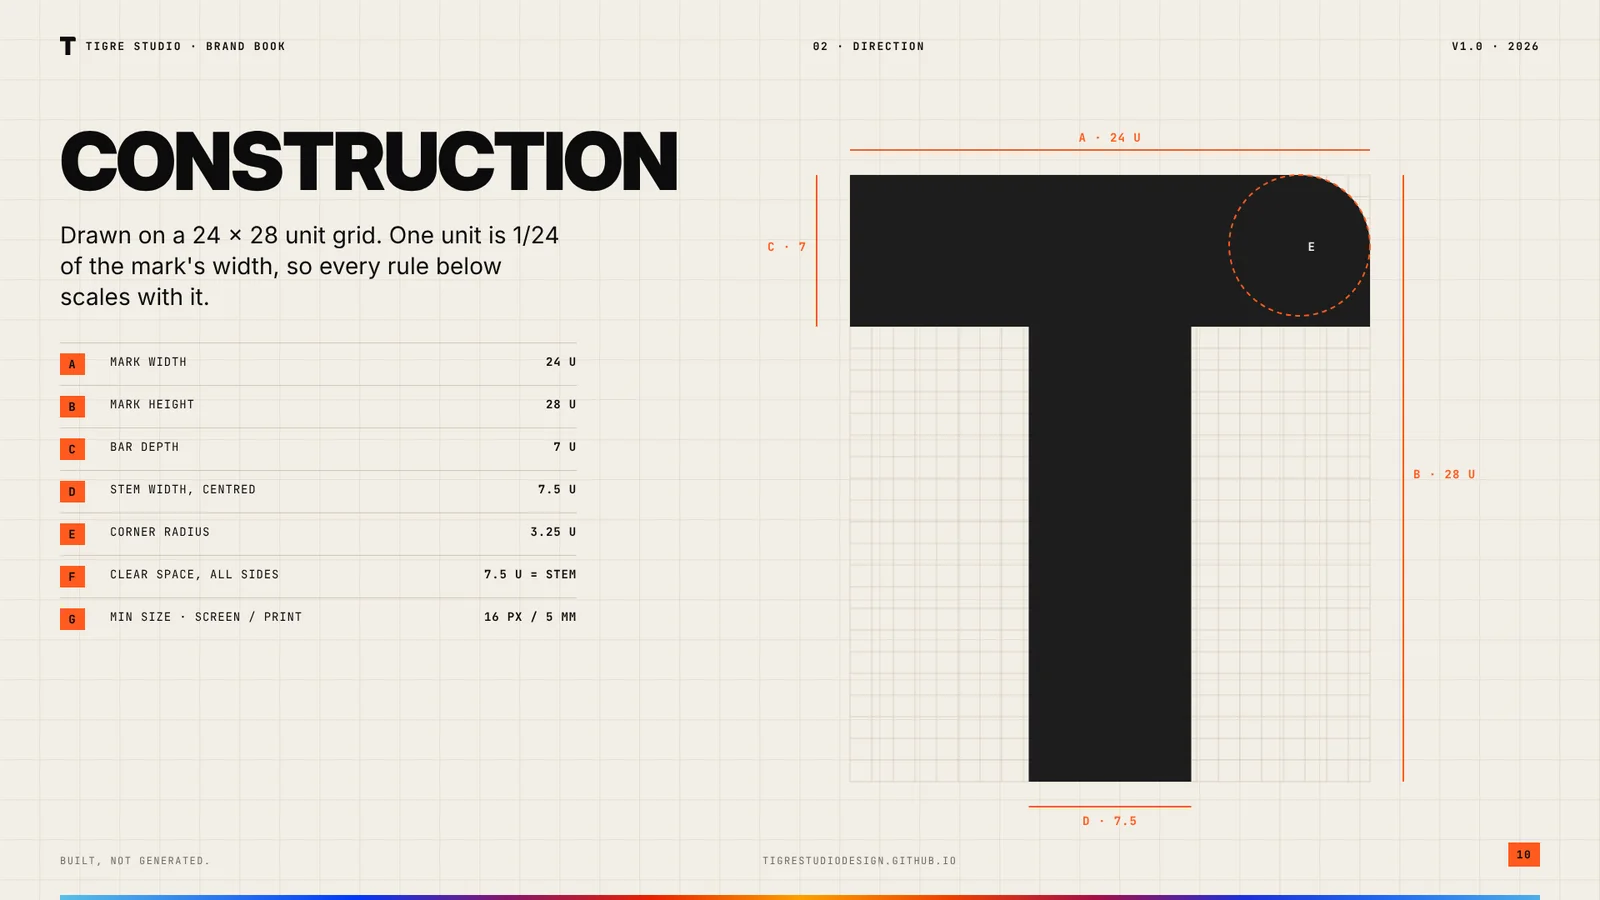 T TIGRE STUDIO · BRAND BOOK
02 · DIRECTION
V1.0 · 2026
CONSTRUCTION
Drawn on a 24 × 28 unit grid. One unit is 1/24
of the mark's width, so every rule below
scales with it.
A MARK WIDTH 24 U
B MARK HEIGHT 28 U
C BAR DEPTH 7 U
D STEM WIDTH, CENTRED 7.5 U
E CORNER RADIUS 3.25 U
F CLEAR SPACE, ALL SIDES 7.5 U = STEM
G MIN SIZE · SCREEN / PRINT 16 PX / 5 MM
A · 24 U
C · 7
E
B · 28 U
D · 7.5
BUILT, NOT GENERATED.
TIGRESTUDIODESIGN.GITHUB.IO
10